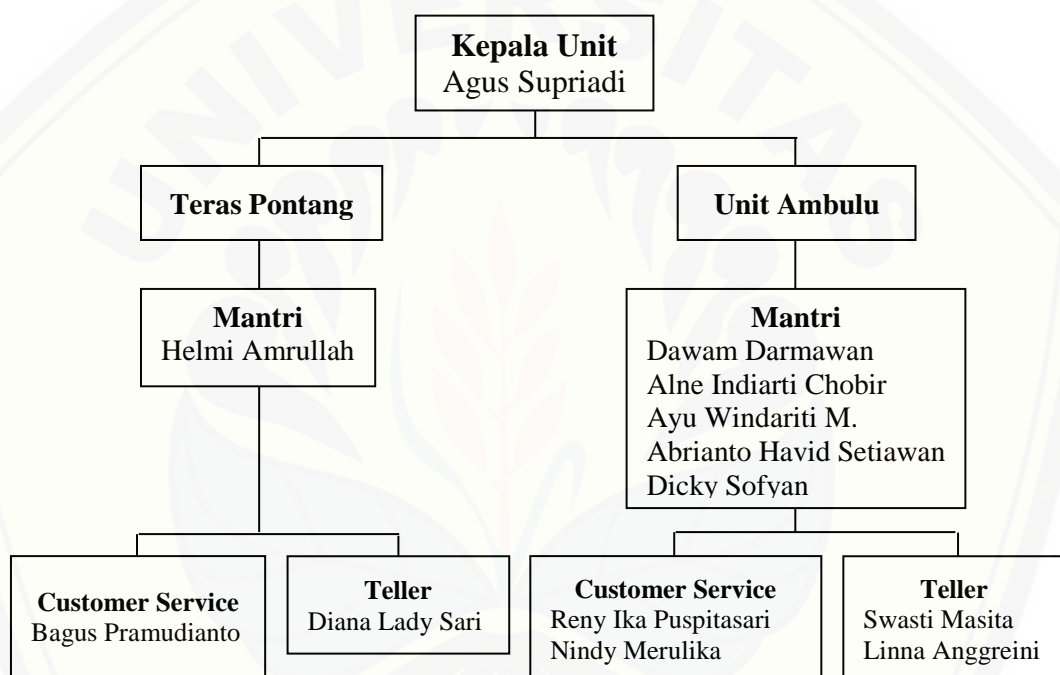 UNIVERSITAS
Kepala Unit
Agus Supriadi
Teras Pontang
Unit Ambulu
Mantri
Helmi Amrullah
Mantri
Dawam Darmawan
Alne Indiarti Chobir
Ayu Windariti M.
Abrianto Havid Setiawan
Dicky Sofyan
Customer Service
Bagus Pramudianto
Teller
Diana Lady Sari
Customer Service
Reny Ika Puspitasari
Nindy Merulika
Teller
Swasti Masita
Linna Anggreini